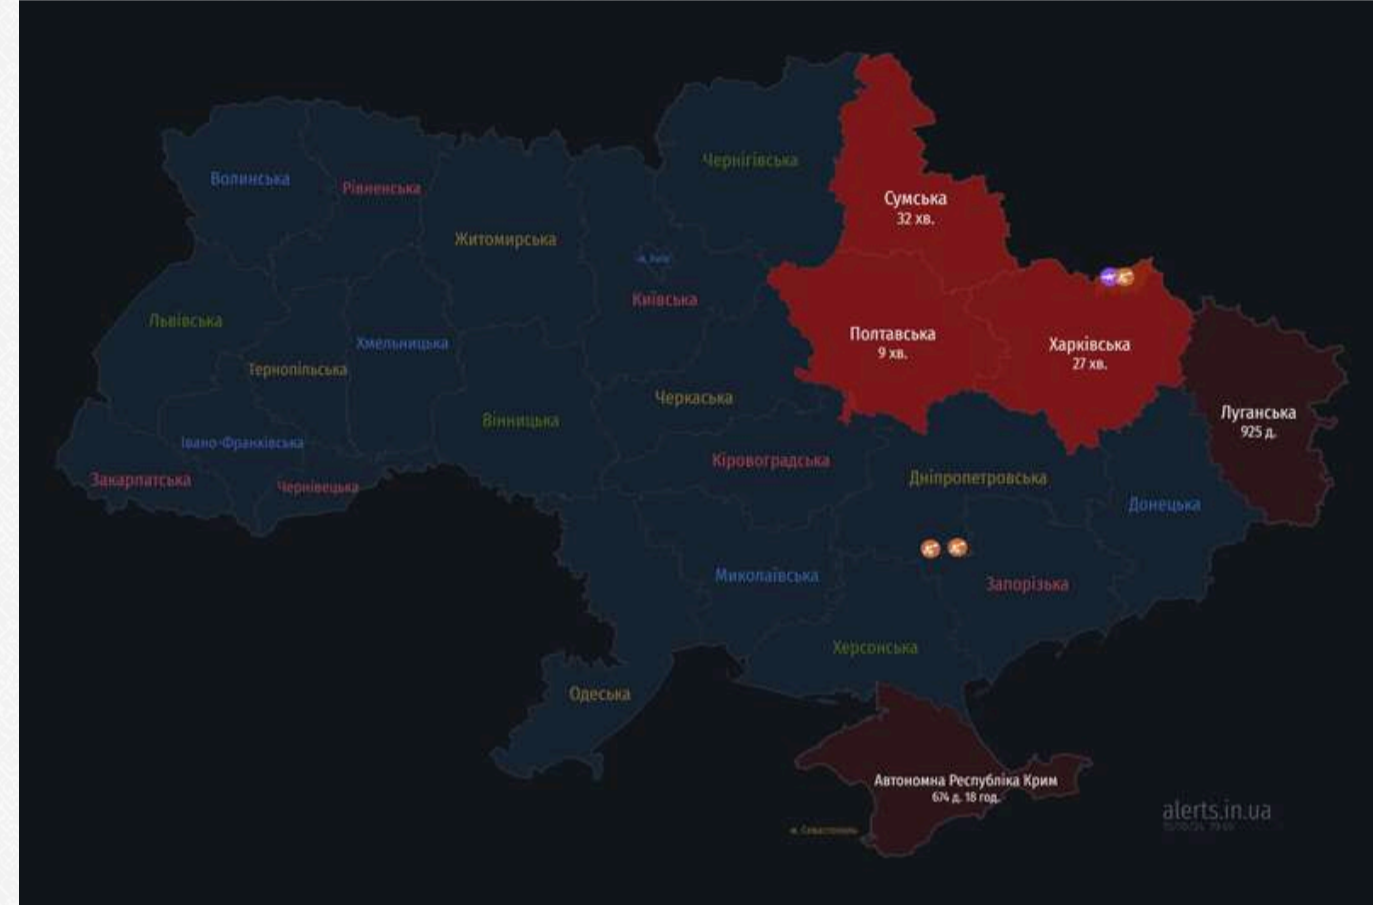 Чернігівська
Волинська
Рівненська
Сумська
32 хв.
Житомирська
м. Київ
Київська
Львівська
Полтавська
9 хв.
Харківська
27 хв.
Хмельницька
Тернопільська
Черкаська
Луганська
925 д.
Вінницька
Івано-Франківська
Кіровоградська
Закарпатська
Чернівецька
Дніпропетровська
Донецька
Миколаївська
Запорізька
Херсонська
Одеська
Автономна Республіка Крим
674 д. 18 год.
alerts.in.ua
м. Севастополь